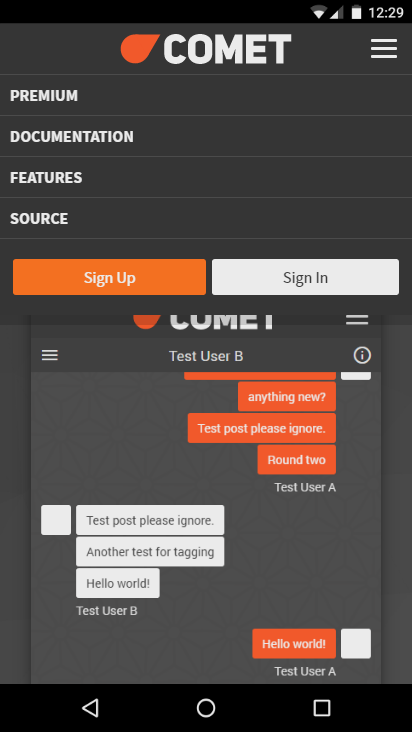 12:29
COMET
PREMIUM
DOCUMENTATION
FEATURES
SOURCE
Sign Up Sign In
COMET
Test User B
anything new?
Test post please ignore.
Round two
Test User A
Test post please ignore.
Another test for tagging
Hello world!
Test User B
Hello world!
Test User A